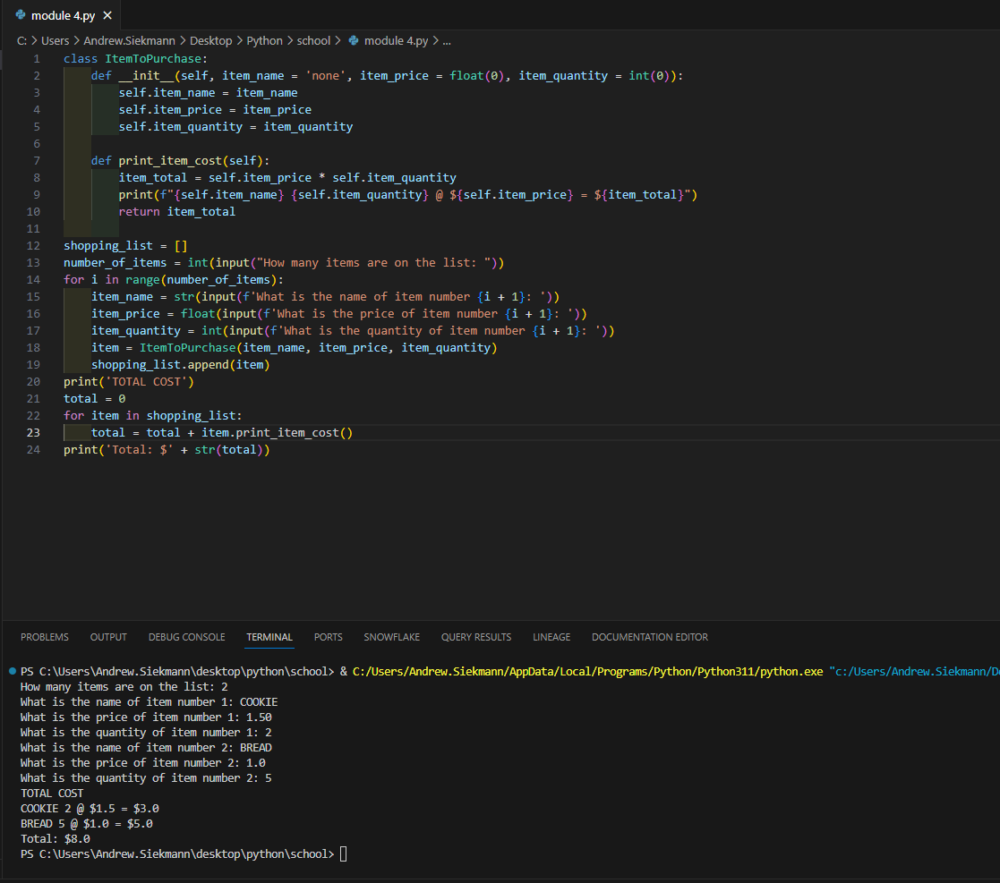 module 4.py
C: > Users > Andrew.Siekmann > Desktop > Python > school > module 4.py > ...
1 class ItemToPurchase:
2     def __init__(self, item_name = 'none', item_price = float(0), item_quantity = int(0)):
3         self.item_name = item_name
4         self.item_price = item_price
5         self.item_quantity = item_quantity
6
7     def print_item_cost(self):
8         item_total = self.item_price * self.item_quantity
9         print(f"{self.item_name} {self.item_quantity} @ ${self.item_price} = ${item_total}")
10         return item_total
11
12 shopping_list = []
13 number_of_items = int(input("How many items are on the list: "))
14 for i in range(number_of_items):
15     item_name = str(input(f'What is the name of item number {i + 1}: '))
16     item_price = float(input(f'What is the price of item number {i + 1}: '))
17     item_quantity = int(input(f'What is the quantity of item number {i + 1}: '))
18     item = ItemToPurchase(item_name, item_price, item_quantity)
19     shopping_list.append(item)
20 print('TOTAL COST')
21 total = 0
22 for item in shopping_list:
23     total = total + item.print_item_cost()
24 print('Total: $' + str(total))
PROBLEMS OUTPUT DEBUG CONSOLE TERMINAL PORTS SNOWFLAKE QUERY RESULTS LINEAGE DOCUMENTATION EDITOR
PS C:\Users\Andrew.Siekmann\desktop\python\school> & C:/Users/Andrew.Siekmann/AppData/Local/Programs/Python/Python311/python.exe "c:/Users/Andrew.Siekmann/De
How many items are on the list: 2
What is the name of item number 1: COOKIE
What is the price of item number 1: 1.50
What is the quantity of item number 1: 2
What is the name of item number 2: BREAD
What is the price of item number 2: 1.0
What is the quantity of item number 2: 5
TOTAL COST
COOKIE 2 @ $1.5 = $3.0
BREAD 5 @ $1.0 = $5.0
Total: $8.0
PS C:\Users\Andrew.Siekmann\desktop\python\school>